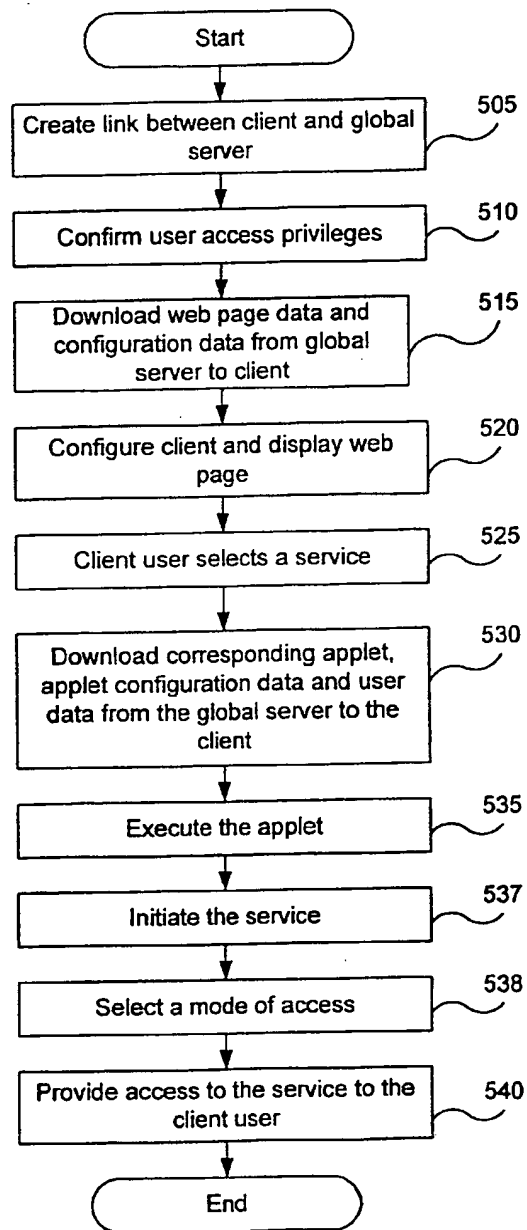 Start
Create link between client and global
server
505
Confirm user access privileges
510
Download web page data and
configuration data from global
server to client
515
Configure client and display web
page
520
Client user selects a service
525
Download corresponding applet,
applet configuration data and user
data from the global server to the
client
530
Execute the applet
535
Initiate the service
537
Select a mode of access
538
Provide access to the service to the
client user
540
End